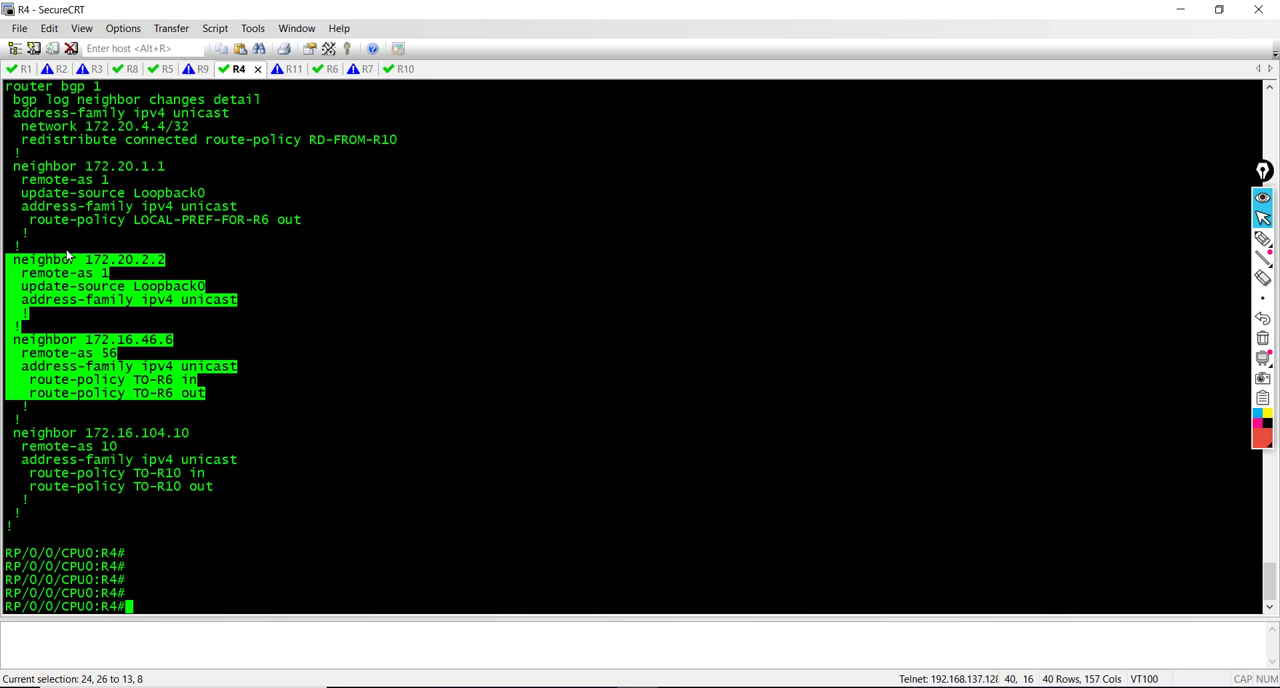 R4 - SecureCRT
File Edit View Options Transfer Script Tools Window Help
Enter host <Alt+R>
R1 R2 R3 R8 R5 R9 R4 R11 R6 R7 R10
router bgp 1
bgp log neighbor changes detail
address-family ipv4 unicast
network 172.20.4.4/32
redistribute connected route-policy RD-FROM-R10
!
neighbor 172.20.1.1
remote-as 1
update-source Loopback0
address-family ipv4 unicast
route-policy LOCAL-PREF-FOR-R6 out
!
!
neighbor 172.20.2.2
remote-as 1
update-source Loopback0
address-family ipv4 unicast
!
!
neighbor 172.16.46.6
remote-as 56
address-family ipv4 unicast
route-policy TO-R6 in
route-policy TO-R6 out
!
!
neighbor 172.16.104.10
remote-as 10
address-family ipv4 unicast
route-policy TO-R10 in
route-policy TO-R10 out
!
!
!
RP/0/0/CPU0:R4#
RP/0/0/CPU0:R4#
RP/0/0/CPU0:R4#
RP/0/0/CPU0:R4#
RP/0/0/CPU0:R4#
Current selection: 24, 26 to 13, 8 Telnet: 192.168.137.128 40, 16 40 Rows, 157 Cols VT100 CAP NUM